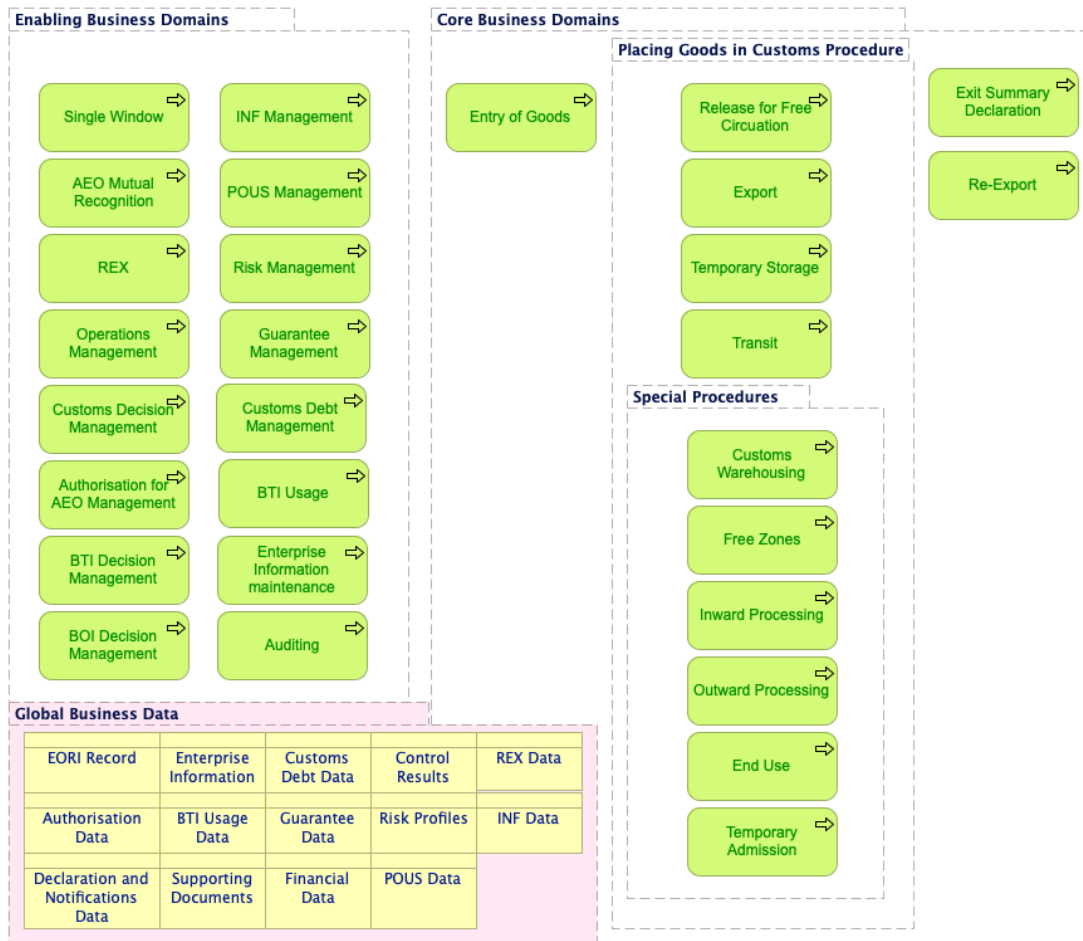 Enabling Business Domains
Single Window
INF Management
AEO Mutual
Recognition
POUS Management
REX
Risk Management
Operations
Management
Guarantee
Management
Customs Decision
Management
Customs Debt
Management
Authorisation for
AEO Management
BTI Usage
BTI Decision
Management
Enterprise
Information
maintenance
BOI Decision
Management
Auditing
Core Business Domains
Entry of Goods
Placing Goods in Customs Procedure
Release for Free
Circuation
Export
Temporary Storage
Transit
Special Procedures
Customs
Warehousing
Free Zones
Inward Processing
Outward Processing
End Use
Temporary
Admission
Exit Summary
Declaration
Re-Export
Global Business Data
EORI Record
Enterprise
Information
Customs
Debt Data
Control
Results
REX Data
Authorisation
Data
BTI Usage
Data
Guarantee
Data
Risk Profiles
INF Data
Declaration and
Notifications
Data
Supporting
Documents
Financial
Data
POUS Data